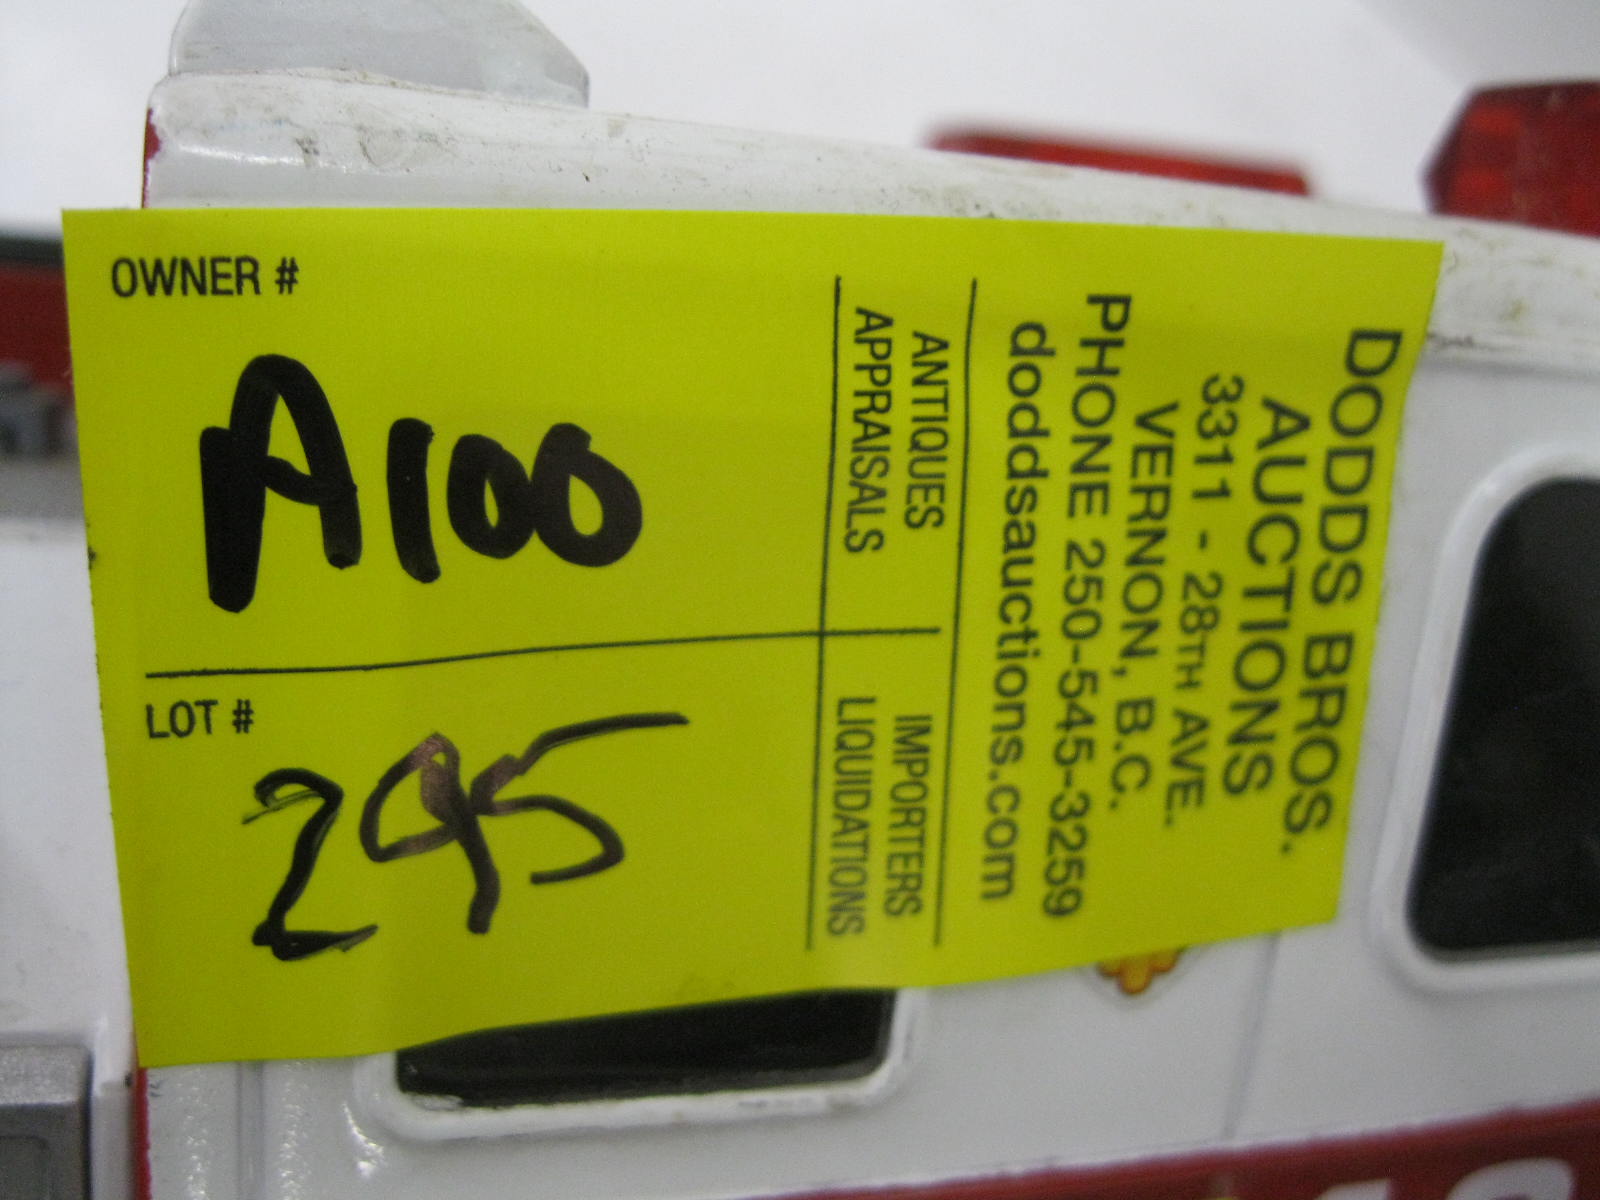 OWNER #
A100
LOT #
295
DODDS BROS.
AUCTIONS
3311 - 28TH AVE.
VERNON, B.C.
PHONE 250-545-3259
doddsauctions.com
ANTIQUES
APPRAISALS
IMPORTERS
LIQUIDATIONS